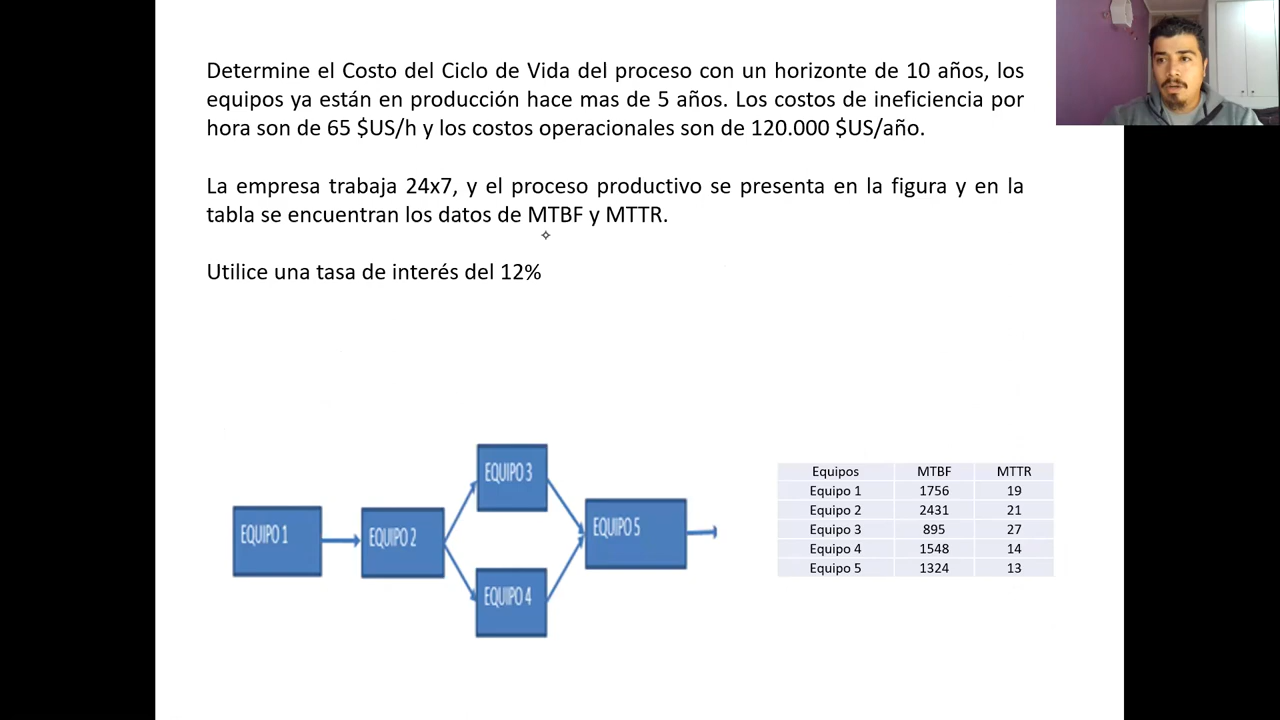 Determine el Costo del Ciclo de Vida del proceso con un horizonte de 10 años, los
equipos ya están en producción hace mas de 5 años. Los costos de ineficiencia por
hora son de 65 $US/h y los costos operacionales son de 120.000 $US/año.
La empresa trabaja 24x7, y el proceso productivo se presenta en la figura y en la
tabla se encuentran los datos de MTBF y MTTR.
Utilice una tasa de interés del 12%
EQUIPO 1
EQUIPO 2
EQUIPO 3
EQUIPO 4
EQUIPO 5
Equipos MTBF MTTR
Equipo 1 1756 19
Equipo 2 2431 21
Equipo 3 895 27
Equipo 4 1548 14
Equipo 5 1324 13